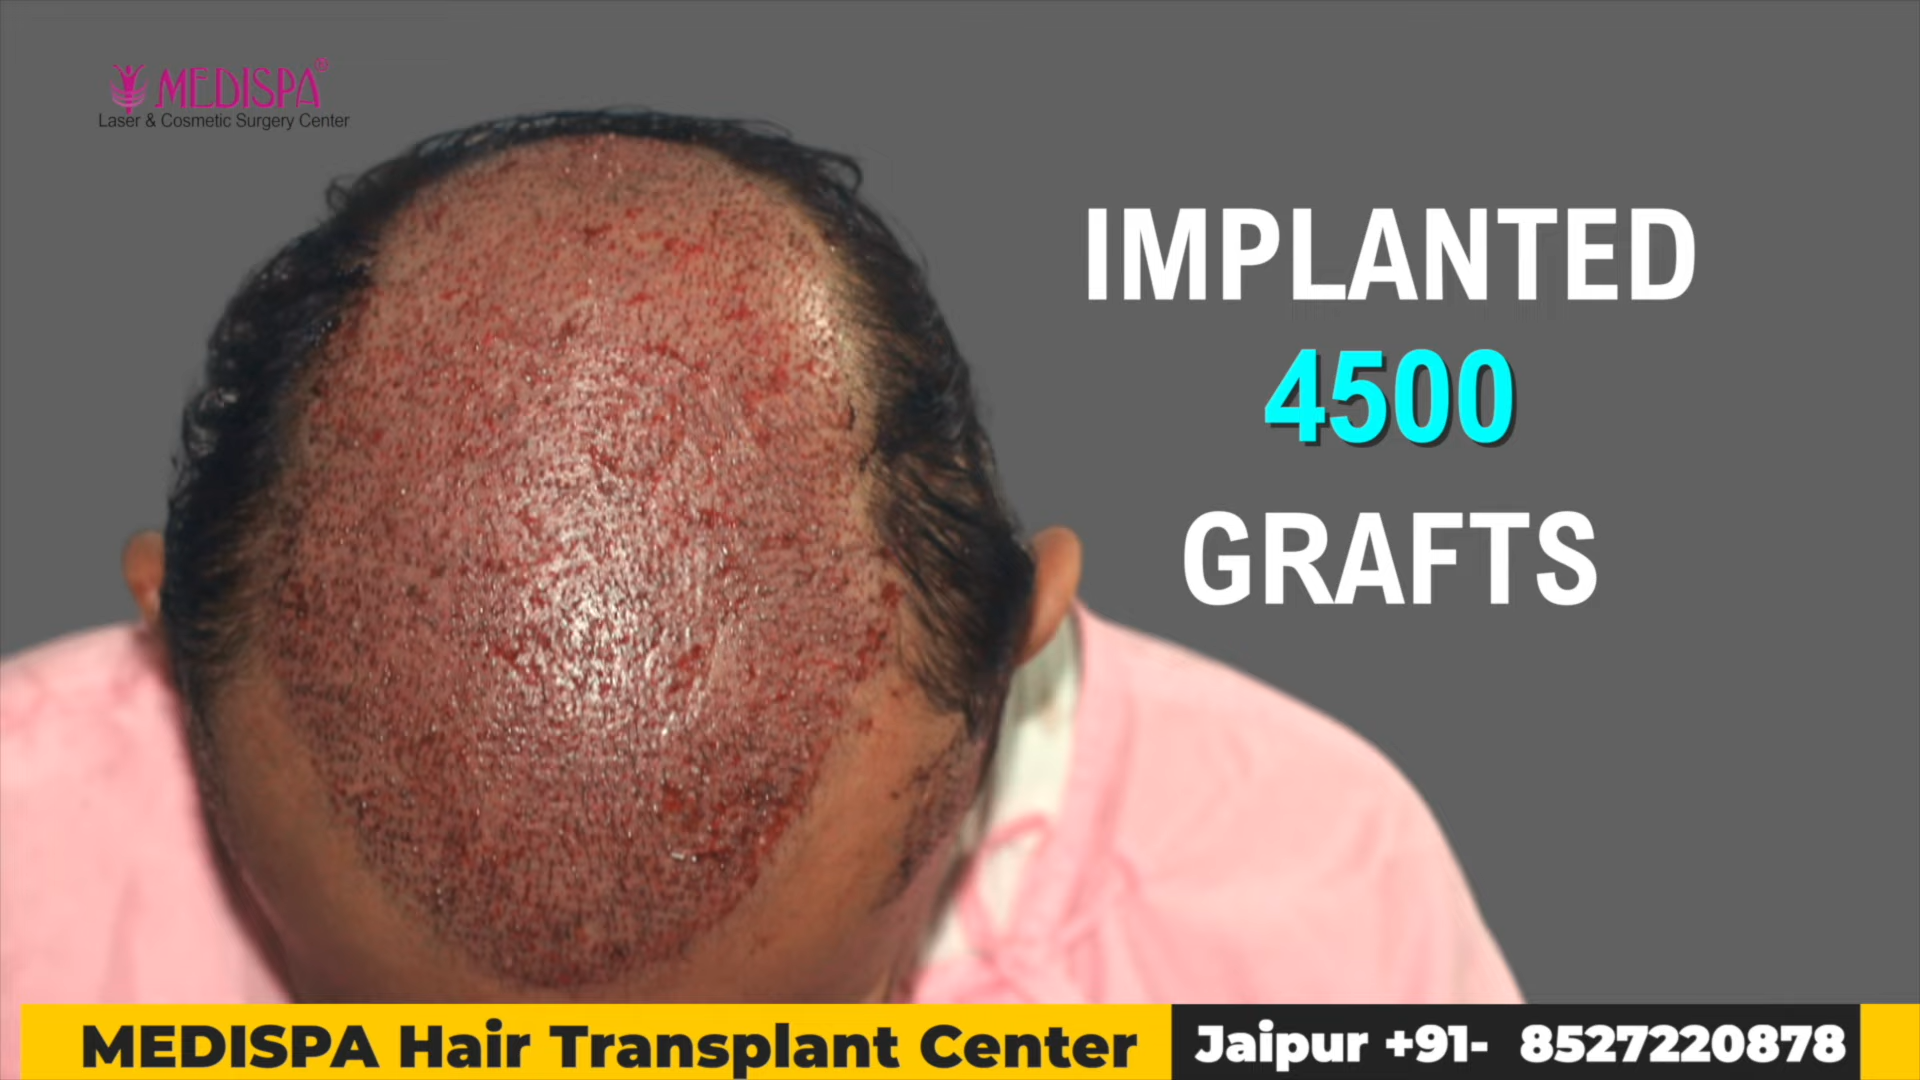 MEDISPA®
Laser & Cosmetic Surgery Center
IMPLANTED
4500
GRAFTS
MEDISPA Hair Transplant Center
Jaipur +91- 8527220878